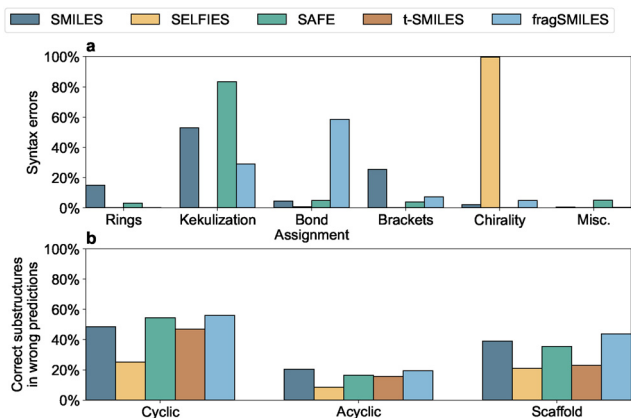 SMILES SELFIES SAFE t-SMILES fragSMILES
a
100%
80%
60%
40%
20%
0%
Syntax errors
Rings Kekulization Bond Assignment Brackets Chirality Misc.
b
100%
80%
60%
40%
20%
0%
Correct substructures
in wrong predictions
Cyclic Acyclic Scaffold